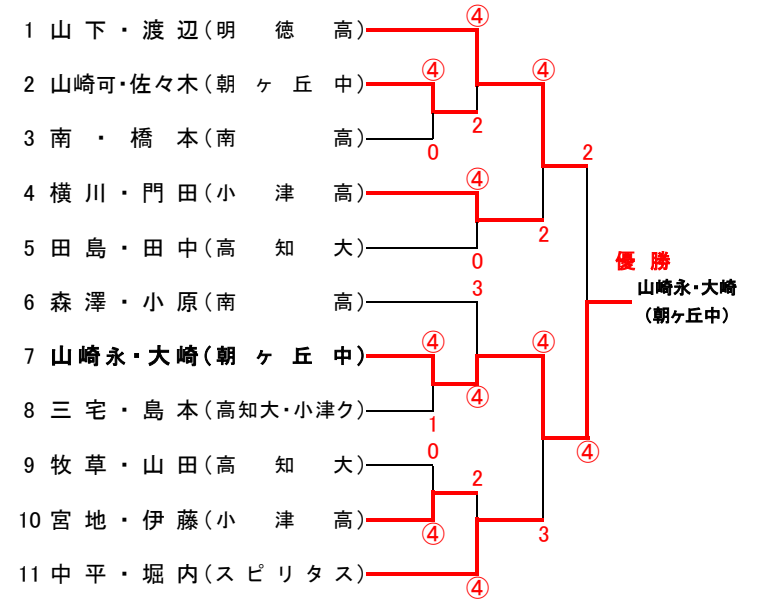 1 山下・渡辺(明徳高)
④
2 山崎可・佐々木(朝ヶ丘中)
④
④
2
3 南・橋本(南高)
0
2
4 横川・門田(小津高)
④
2
5 田島・田中(高知大)
0
優勝
山崎永・大崎
(朝ヶ丘中)
6 森澤・小原(南高)
3
7 山崎永・大崎(朝ヶ丘中)
④
④
④
8 三宅・島本(高知大・小津ク)
1
④
9 牧草・山田(高知大)
0
2
10 宮地・伊藤(小津高)
④
3
11 中平・堀内(スピリタス)
④